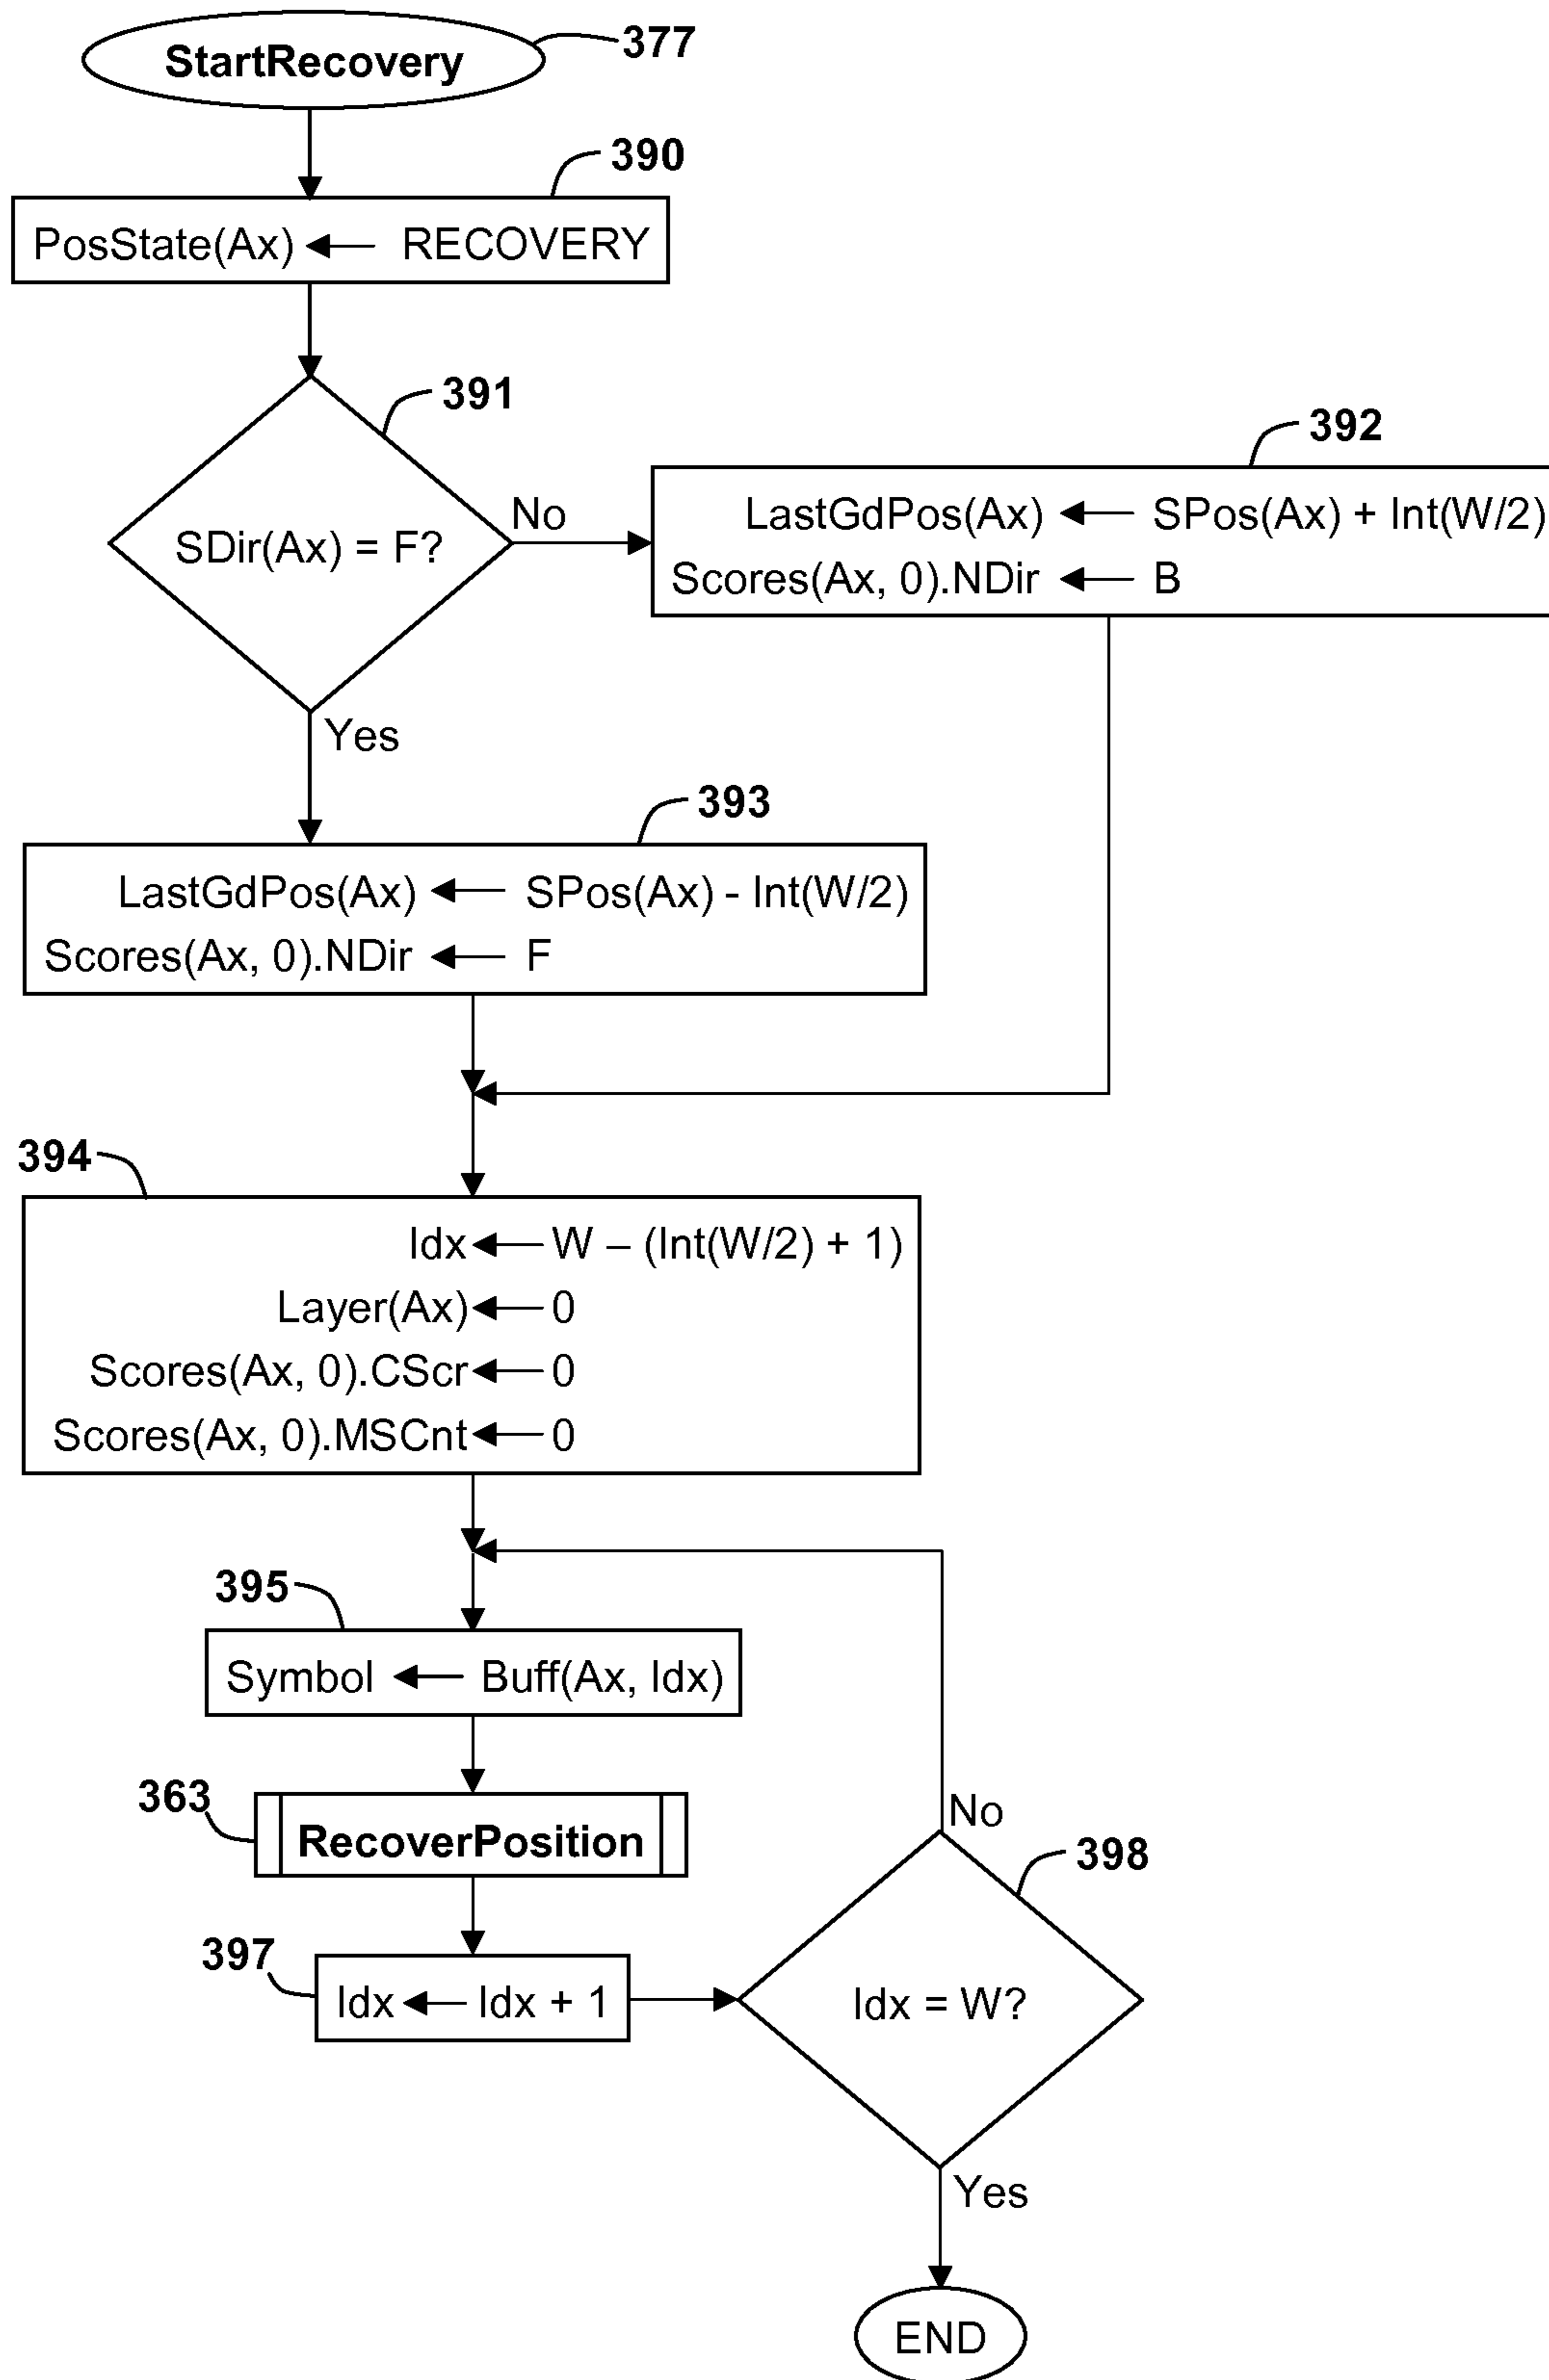 StartRecovery
377
390
PosState(Ax) ← RECOVERY
391
SDir(Ax) = F?
No
392
LastGdPos(Ax) ← SPos(Ax) + Int(W/2)
Scores(Ax, 0).NDir ← B
Yes
393
LastGdPos(Ax) ← SPos(Ax) - Int(W/2)
Scores(Ax, 0).NDir ← F
394
Idx ← W – (Int(W/2) + 1)
Layer(Ax) ← 0
Scores(Ax, 0).CScr ← 0
Scores(Ax, 0).MSCnt ← 0
395
Symbol ← Buff(Ax, Idx)
363
RecoverPosition
397
Idx ← Idx + 1
No
398
Idx = W?
Yes
END